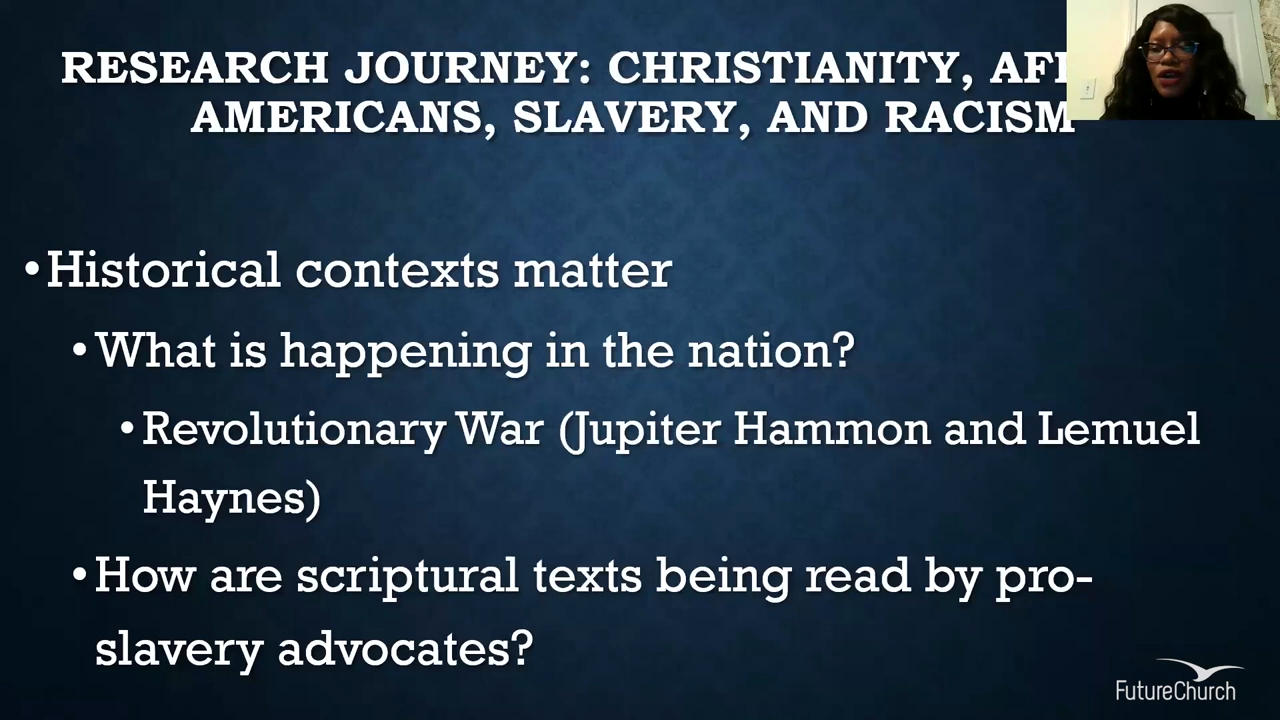 RESEARCH JOURNEY: CHRISTIANITY,
AMERICANS, SLAVERY, AND RACISM
•Historical contexts matter
•What is happening in the nation?
•Revolutionary War (Jupiter Hammon and Lemuel
Haynes)
•How are scriptural texts being read by pro-
slavery advocates?
FutureChurch